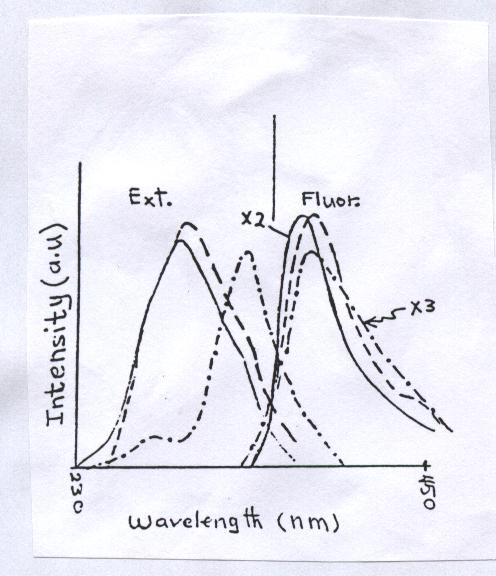 Ext.
Fluor.
X2
X3
Intensity (a.u)
230
450
Wavelength (nm)